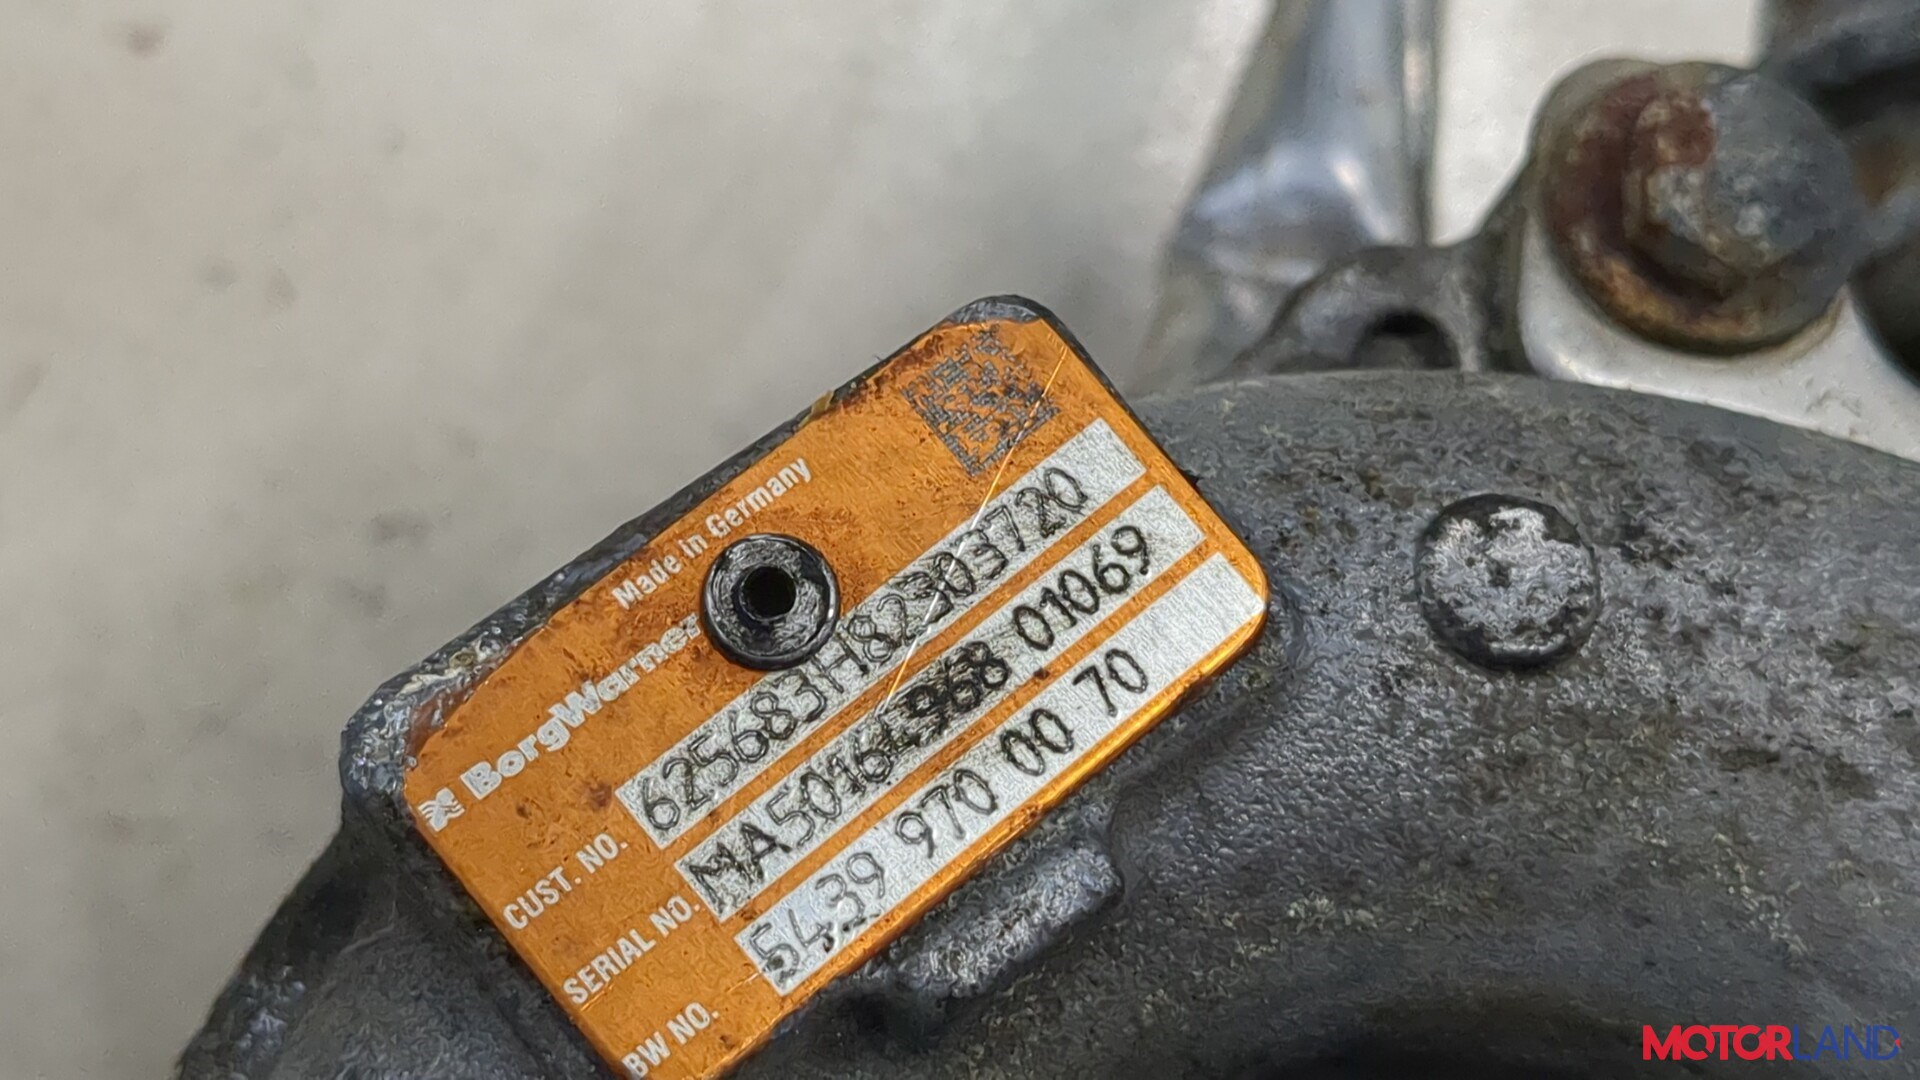 Made in Germany
BorgWarner
CUST. NO. 625683H82303720
SERIAL NO. MA50164968 01069
BW NO. 5439 970 00 70
MOTORLAND